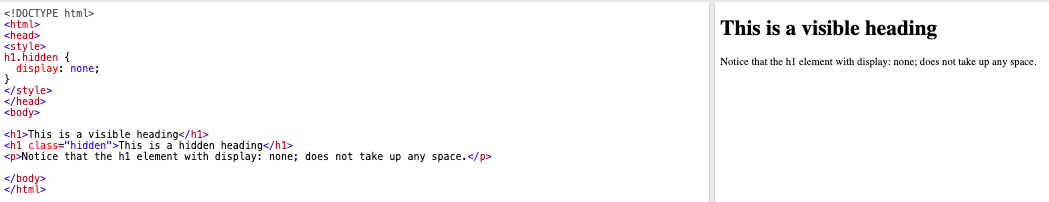 <!DOCTYPE html>
<html>
<head>
<style>
h1.hidden {
  display: none;
}
</style>
</head>
<body>

<h1>This is a visible heading</h1>
<h1 class="hidden">This is a hidden heading</h1>
<p>Notice that the h1 element with display: none; does not take up any space.</p>

</body>
</html>
This is a visible heading
Notice that the h1 element with display: none; does not take up any space.